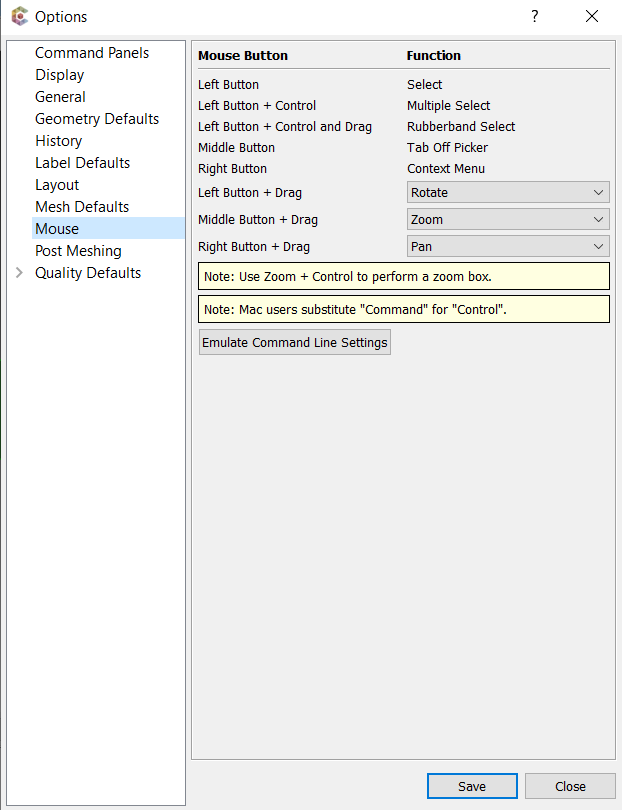 Options
?
Command Panels
Display
General
Geometry Defaults
History
Label Defaults
Layout
Mesh Defaults
Mouse
Post Meshing
Quality Defaults
Mouse Button Function
Left Button Select
Left Button + Control Multiple Select
Left Button + Control and Drag Rubberband Select
Middle Button Tab Off Picker
Right Button Context Menu
Left Button + Drag Rotate
Middle Button + Drag Zoom
Right Button + Drag Pan
Note: Use Zoom + Control to perform a zoom box.
Note: Mac users substitute "Command" for "Control".
Emulate Command Line Settings
Save Close